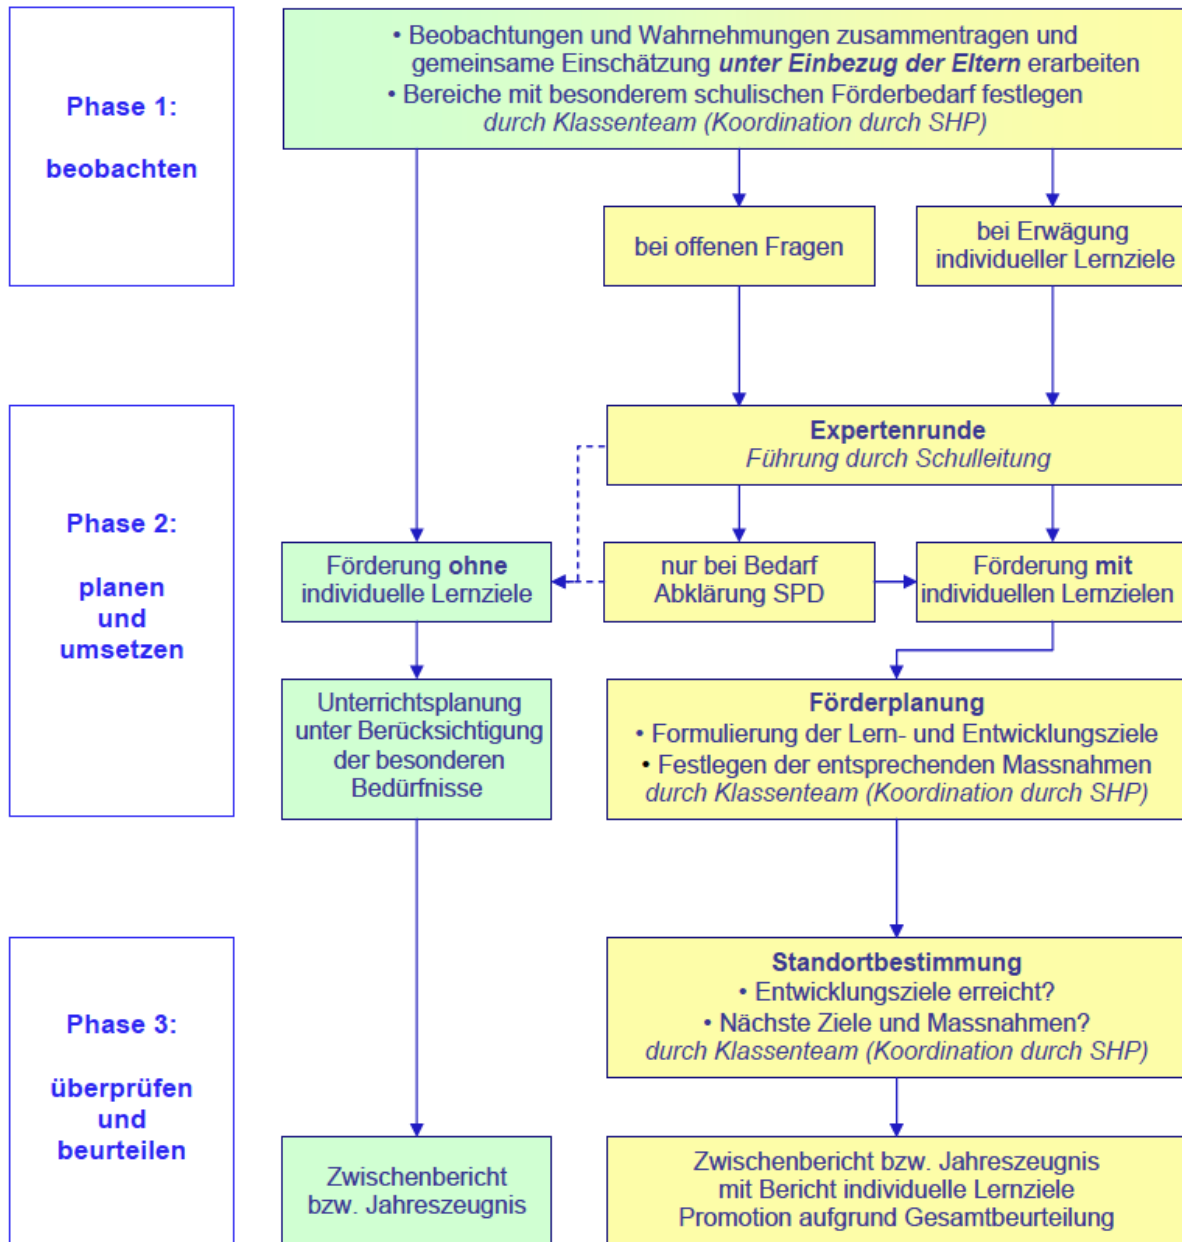 Phase 1:
beobachten
• Beobachtungen und Wahrnehmungen zusammentragen und
gemeinsame Einschätzung unter Einbezug der Eltern erarbeiten
• Bereiche mit besonderem schulischen Förderbedarf festlegen
durch Klassenteam (Koordination durch SHP)
bei offenen Fragen
bei Erwägung
individueller Lernziele
Phase 2:
planen
und
umsetzen
Expertenrunde
Führung durch Schulleitung
Förderung ohne
individuelle Lernziele
nur bei Bedarf
Abklärung SPD
Förderung mit
individuellen Lernzielen
Unterrichtsplanung
unter Berücksichtigung
der besonderen
Bedürfnisse
Förderplanung
• Formulierung der Lern- und Entwicklungsziele
• Festlegen der entsprechenden Massnahmen
durch Klassenteam (Koordination durch SHP)
Phase 3:
überprüfen
und
beurteilen
Standortbestimmung
• Entwicklungsziele erreicht?
• Nächste Ziele und Massnahmen?
durch Klassenteam (Koordination durch SHP)
Zwischenbericht
bzw. Jahreszeugnis
Zwischenbericht bzw. Jahreszeugnis
mit Bericht individuelle Lernziele
Promotion aufgrund Gesamtbeurteilung